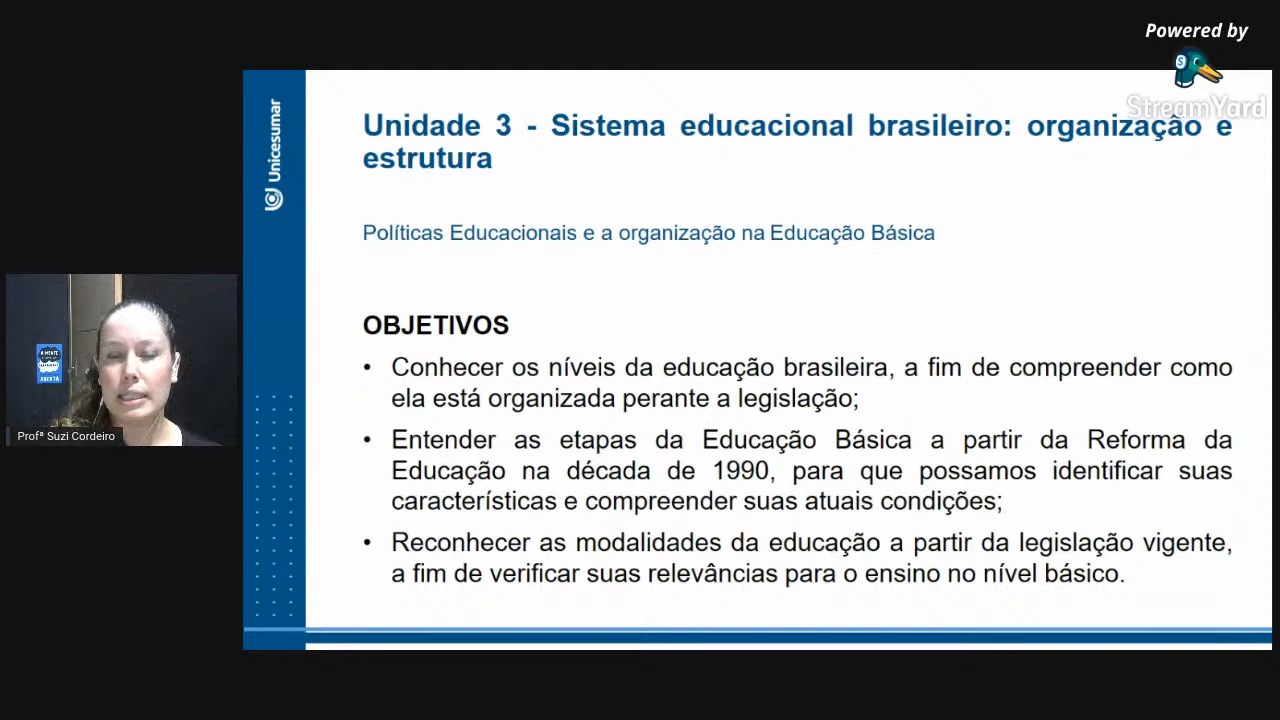 Powered by
StreamYard
Unicesumar
Unidade 3 - Sistema educacional brasileiro: organização e
estrutura
Políticas Educacionais e a organização na Educação Básica
OBJETIVOS
• Conhecer os níveis da educação brasileira, a fim de compreender como
ela está organizada perante a legislação;
• Entender as etapas da Educação Básica a partir da Reforma da
Educação na década de 1990, para que possamos identificar suas
características e compreender suas atuais condições;
• Reconhecer as modalidades da educação a partir da legislação vigente,
a fim de verificar suas relevâncias para o ensino no nível básico.
A MENTE
ABERTA
Profª Suzi Cordeiro